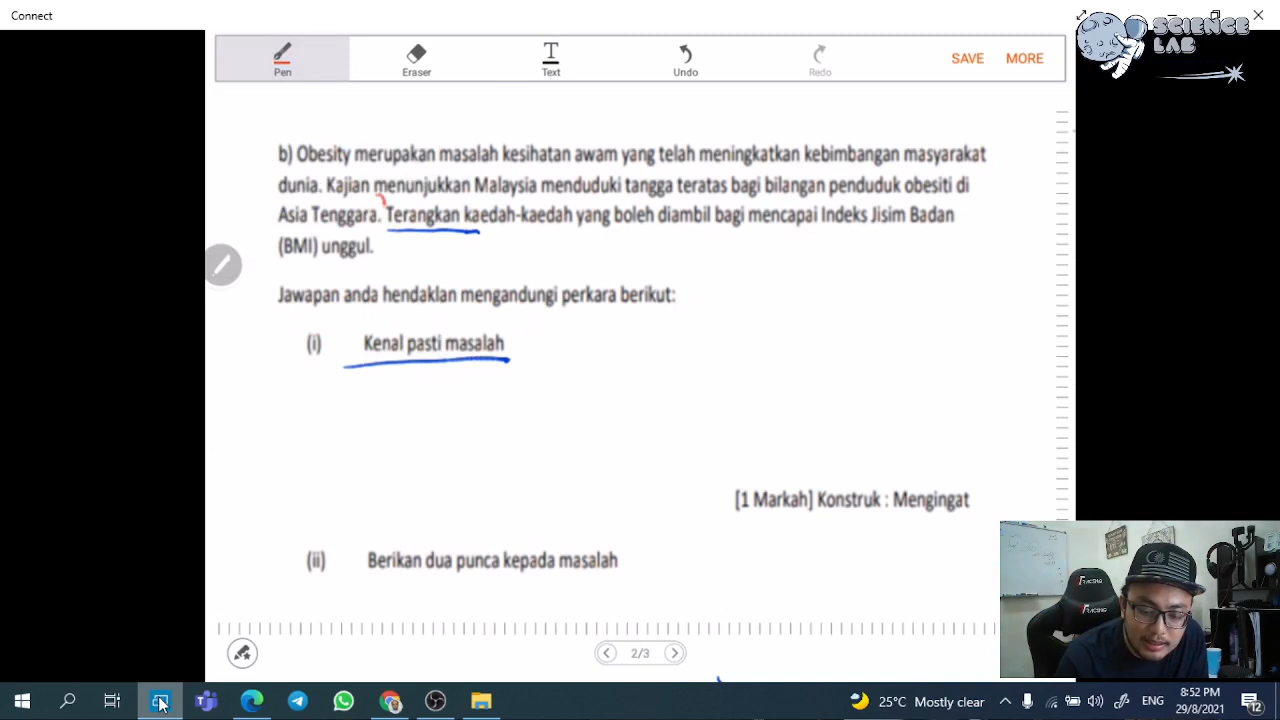 Connect
Pen
Eraser
Text
Undo
Redo
SAVE
MORE
b) Obesity merupakan masalah kesihatan awam yang telah meningkatkan kebimbangan masyarakat
dunia. Kajian menunjukkan Malaysia menduduki tangga teratas bagi bilangan penduduk obesiti di
Asia Tenggara. Terangkan kaedah-kaedah yang boleh diambil bagi mencapai Indeks Jisim Badan
(BMI) unggul.
Jawapan anda hendaklan mengandungi perkara berikut:
(i) Kenal pasti masalah
[1 Markah] Konstruk : Mengingat
(ii) Berikan dua punca kepada masalah
2/3
25°C Mostly clear
ENG
9:52 PM
29/8/2021
12